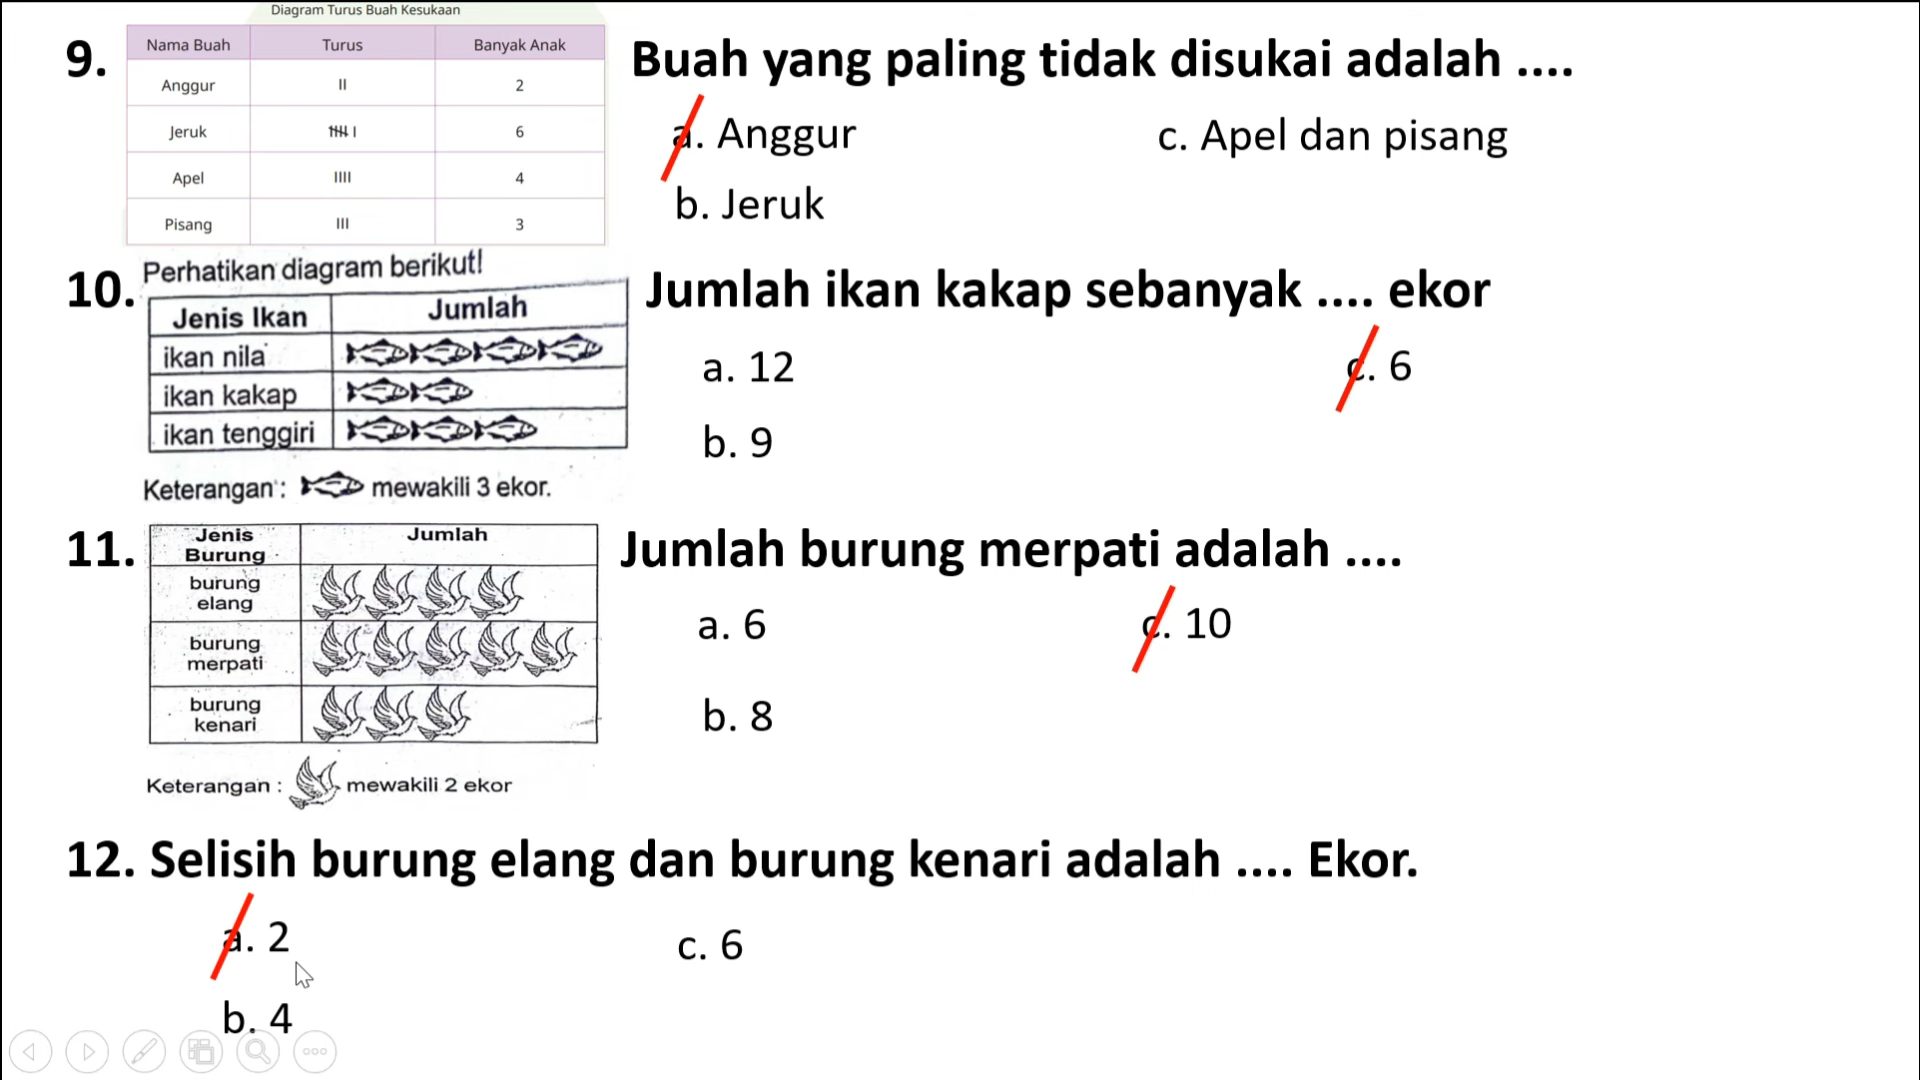 Diagram Turus Buah Kesukaan
9.
Nama Buah Turus Banyak Anak
Anggur II 2
Jeruk IIII I 6
Apel IIII 4
Pisang III 3
Buah yang paling tidak disukai adalah ....
a. Anggur c. Apel dan pisang
b. Jeruk
10.
Perhatikan diagram berikut!
Jenis Ikan Jumlah
ikan nila
ikan kakap
ikan tenggiri
Keterangan : mewakili 3 ekor.
Jumlah ikan kakap sebanyak .... ekor
a. 12 c. 6
b. 9
11.
Jenis Jumlah
Burung
burung
elang
burung
merpati
burung
kenari
Keterangan : mewakili 2 ekor
Jumlah burung merpati adalah ....
a. 6 c. 10
b. 8
12. Selisih burung elang dan burung kenari adalah .... Ekor.
a. 2 c. 6
b. 4